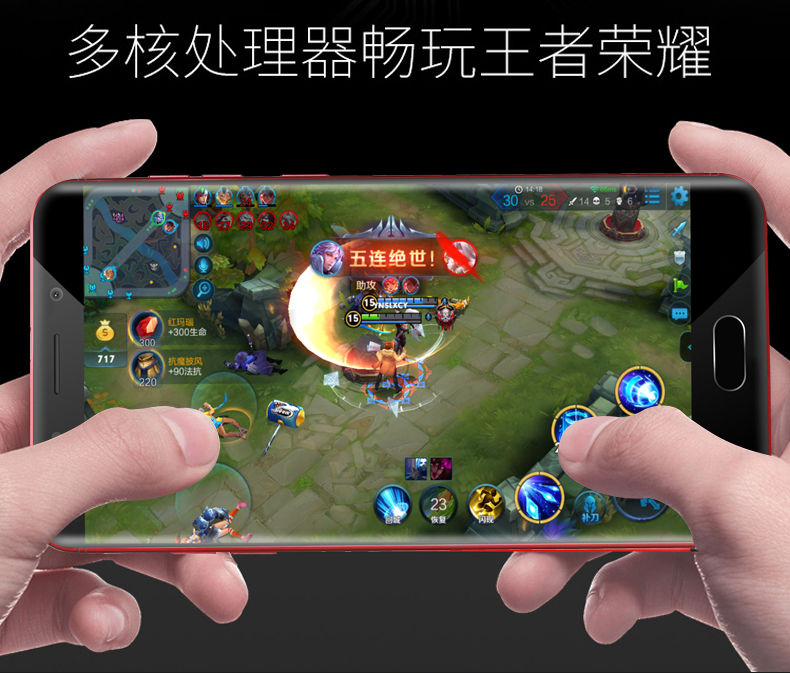 多核处理器畅玩王者荣耀
14:18
65ms
30 VS 25
14 5 6
五连绝世!
助攻
15 NSLXCY
15
红玛瑙
+300生命
300
抗魔披风
+90法抗
220
S
717
23
回城
恢复
闪现
补刀